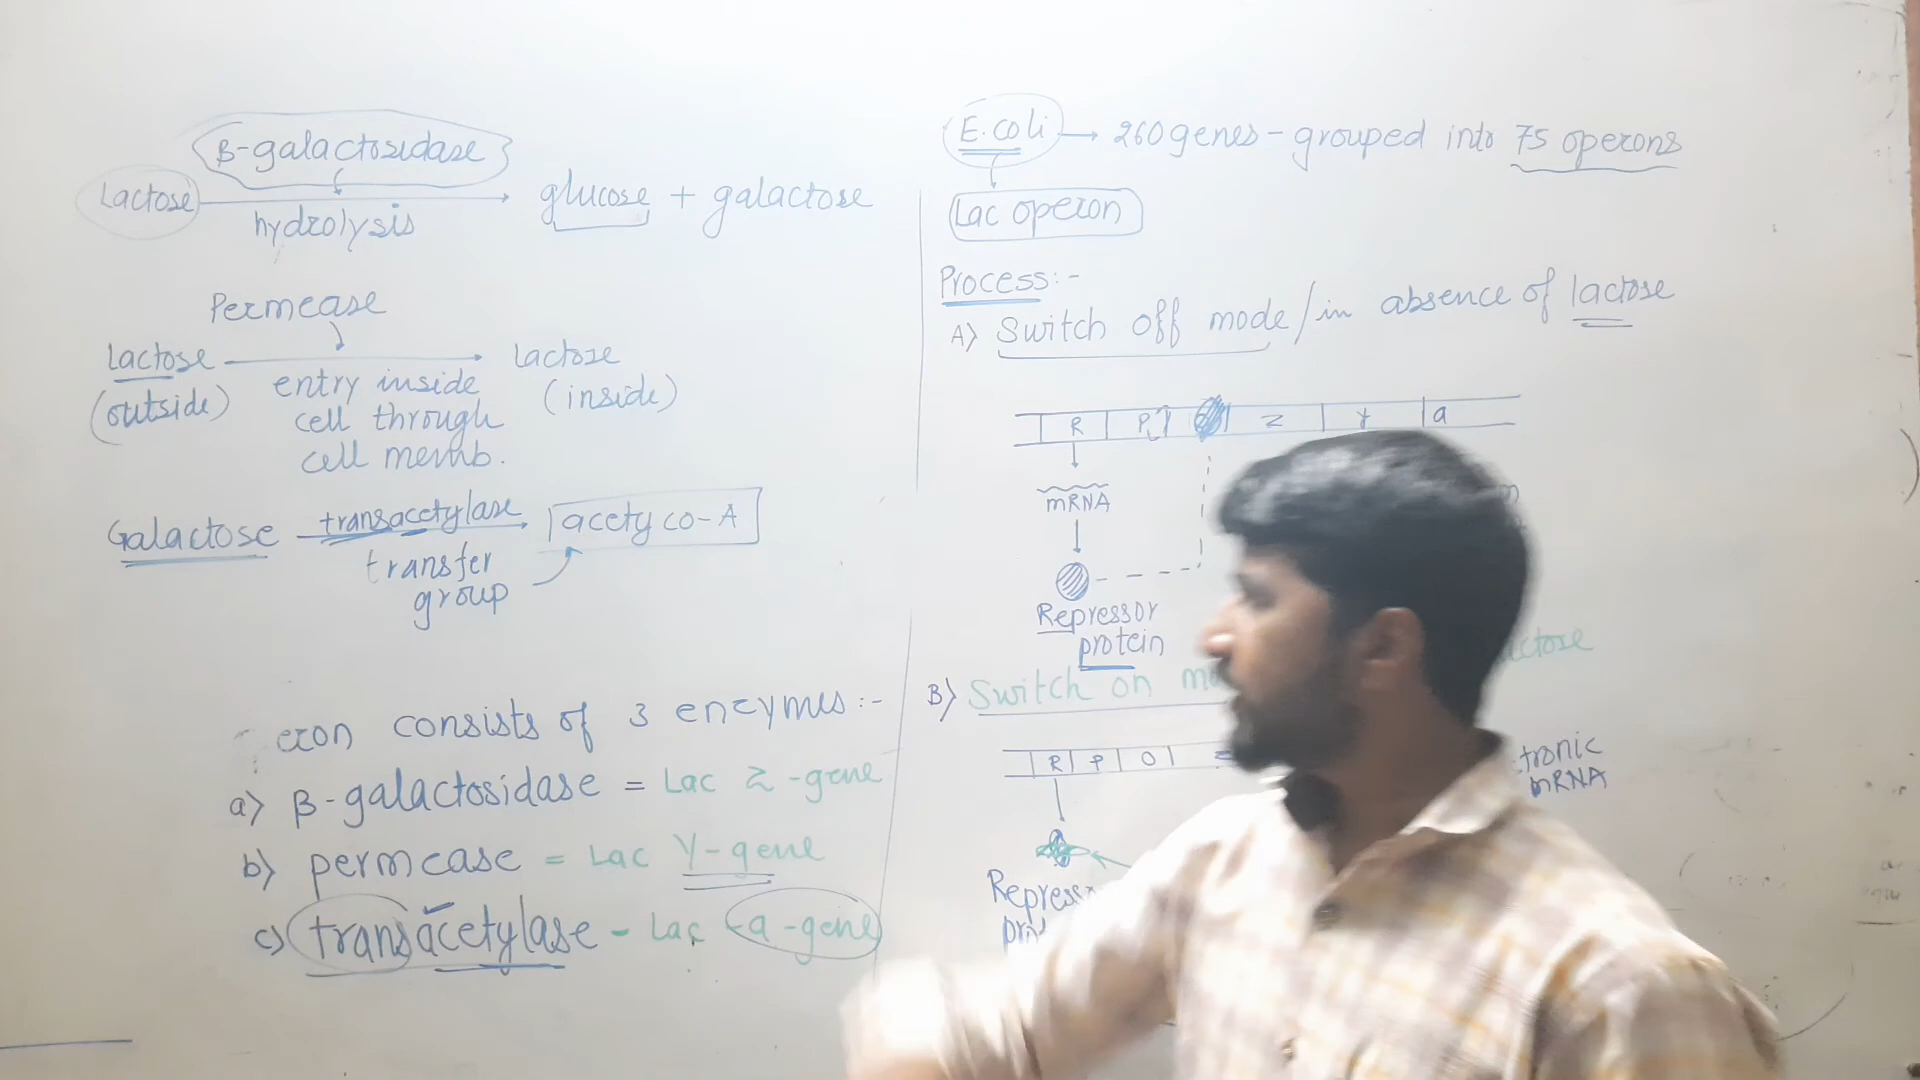 β-galactosidase
Lactose → glucose + galactose
hydrolysis
Permease
Lactose → Lactose
(outside) (inside)
entry inside
cell through
cell memb.
Galactose transacetylase → acety co-A
transfer
group
eron consists of 3 enzymes:-
a) β-galactosidase = Lac z-gene
b) permease = Lac Y-gene
c) transacetylase - Lac a-gene
E.coli → 260 genes - grouped into 75 operons
Lac operon
Process:-
A) Switch off mode/in absence of lactose
R P z y a
mRNA
Repressor
protein
B) Switch on
R P O
tronic
mRNA